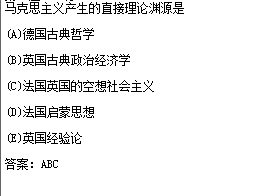 马克思主义产生的直接理论渊源是
(A)德国古典哲学
(B)英国古典政治经济学
(C)法国英国的空想社会主义
(D)法国启蒙思想
(E)英国经验论
答案: ABC